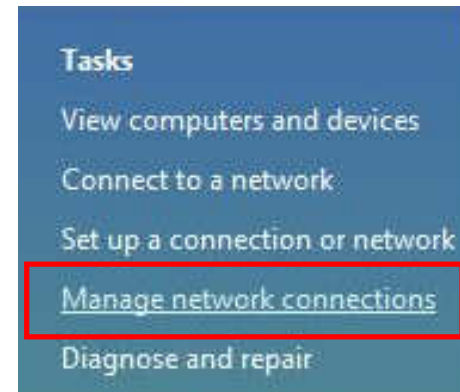 Tasks
View computers and devices
Connect to a network
Set up a connection or network
Manage network connections
Diagnose and repair